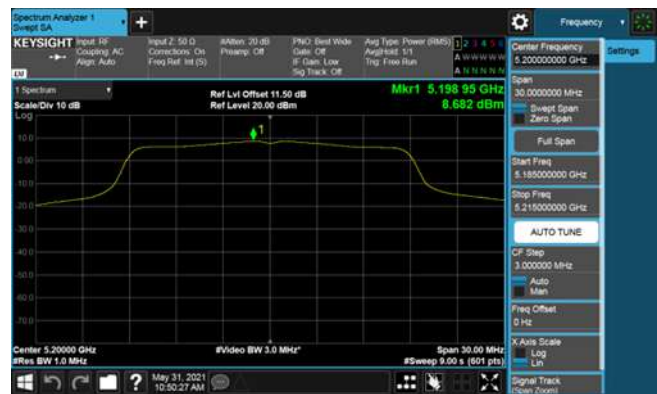 Spectrum Analyzer 1
Swept SA
Frequency
KEYSIGHT
Input: RF
Coupling: AC
Align: Auto
Input Z: 50 Ω
Corrections: On
Freq Ref: Int (S)
#Atten: 20 dB
Preamp: Off
PNO: Best Wide
Gate: Off
IF Gain: Low
Sig Track: Off
Avg Type: Power (RMS)
Avg|Hold: 1/1
Trig: Free Run
1 2 3 4 5 6
A W W W W W
A N N N N N
LXI
1 Spectrum
Scale/Div 10 dB
Log
Ref Lvl Offset 11.50 dB
Ref Level 20.00 dBm
Mkr1 5.198 95 GHz
8.682 dBm
1
10.0
0.00
-10.0
-20.0
-30.0
-40.0
-50.0
-60.0
-70.0
Center 5.20000 GHz
#Res BW 1.0 MHz
#Video BW 3.0 MHz*
Span 30.00 MHz
#Sweep 9.00 s (601 pts)
May 31, 2021
10:50:27 AM
Center Frequency
5.200000000 GHz
Settings
Span
30.0000000 MHz
Swept Span
Zero Span
Full Span
Start Freq
5.185000000 GHz
Stop Freq
5.215000000 GHz
AUTO TUNE
CF Step
3.000000 MHz
Auto
Man
Freq Offset
0 Hz
X Axis Scale
Log
Lin
Signal Track
(Span Zoom)